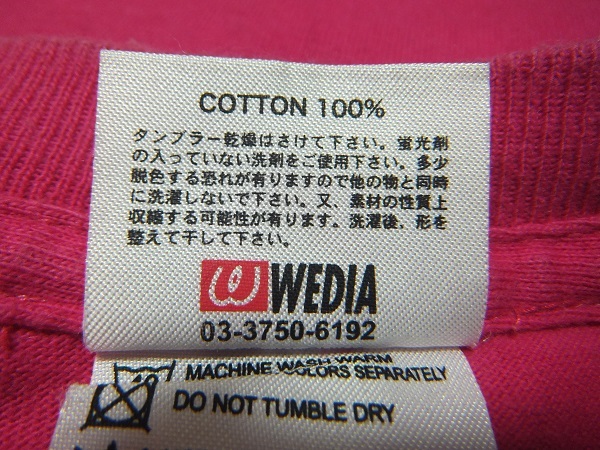 COTTON 100%
タンブラー乾燥はさけて下さい。蛍光剤
の入っていない洗剤をご使用下さい。多少
脱色する恐れが有りますので他の物と同時
に洗濯しないで下さい。又、素材の性質上
収縮する可能性が有ります。洗濯後、形を
整えて干して下さい。
WEDIA
03-3750-6192
MACHINE WASH WARM
COLORS SEPARATELY
DO NOT TUMBLE DRY